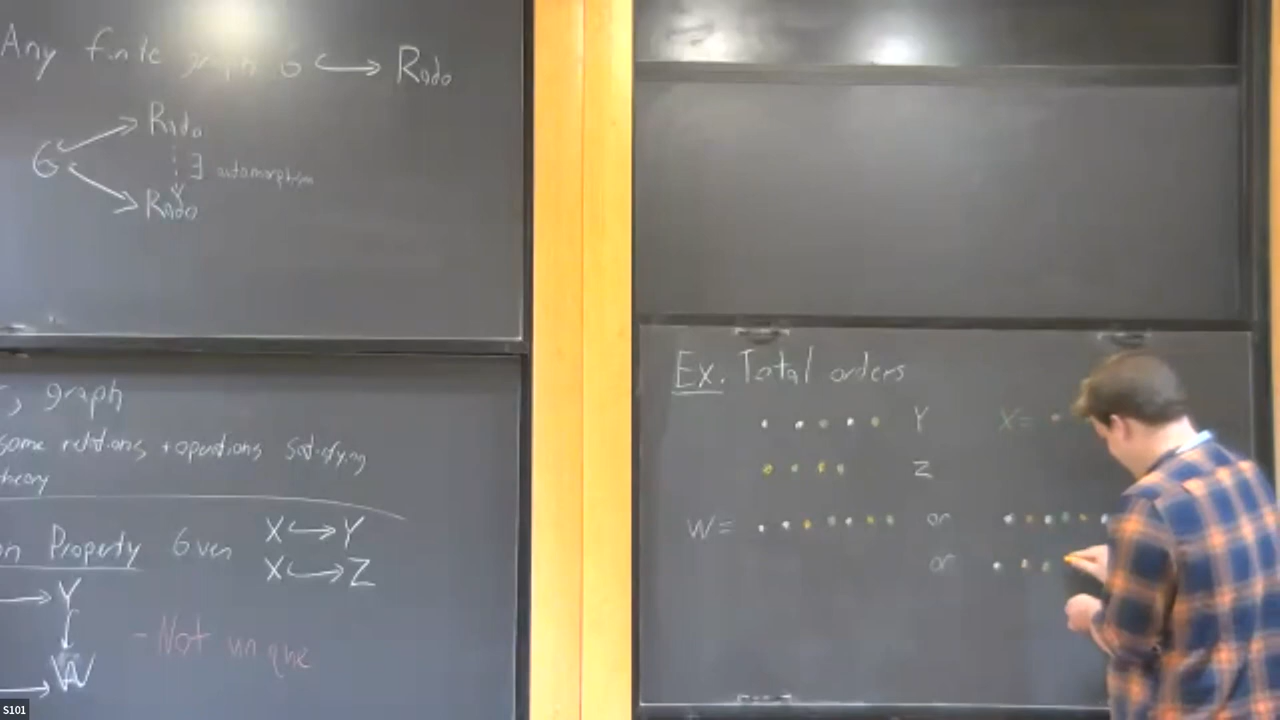 Any finite graph G ↪ Rado
Rado
G ∃ automorphism
Rado
, graph
some relations + operations satisfying
theory
on Property Given X ↪ Y
X ↪ Z
Y
- Not unique
W
Ex. Total orders
Y X=
Z
W= or
or
S101